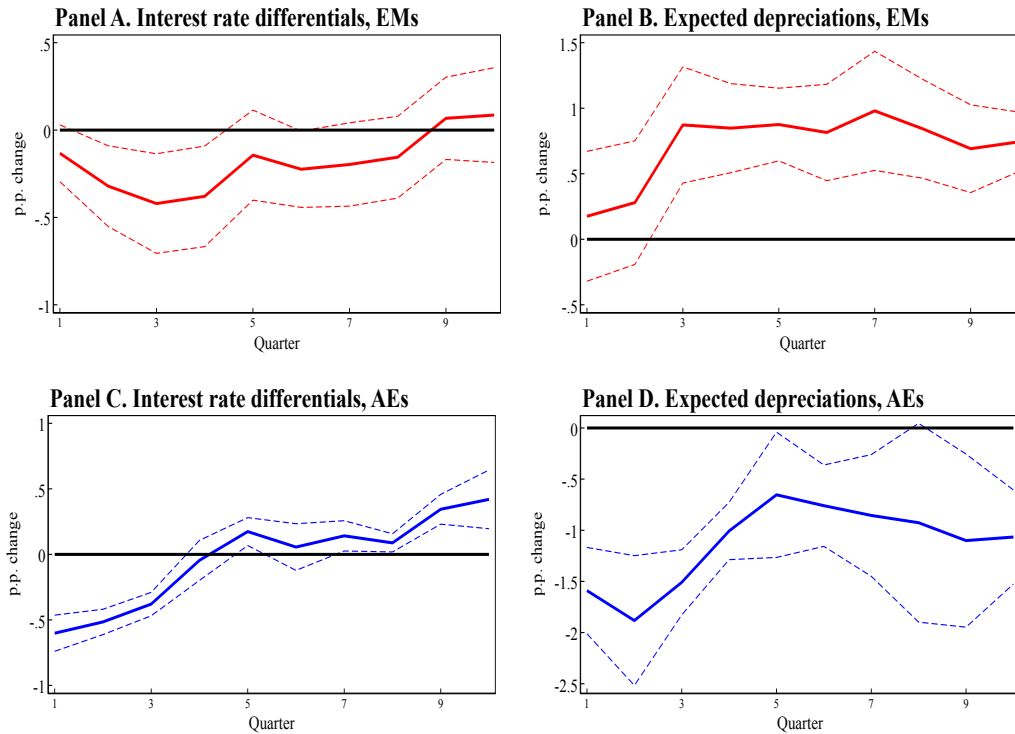 Panel A. Interest rate differentials, EMs
p.p. change
.5
0
-.5
-1
1 3 5 7 9
Quarter
Panel B. Expected depreciations, EMs
p.p. change
1.5
1
.5
0
-.5
1 3 5 7 9
Quarter
Panel C. Interest rate differentials, AEs
p.p. change
1
.5
0
-.5
-1
1 3 5 7 9
Quarter
Panel D. Expected depreciations, AEs
p.p. change
0
-.5
-1
-1.5
-2
-2.5
1 3 5 7 9
Quarter